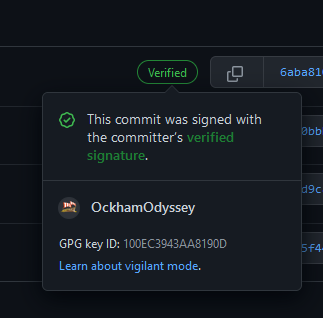 Verified
6aba81
This commit was signed with
the committer's verified
signature.
0bb
d9c
OckhamOdyssey
GPG key ID: 100EC3943AA8190D
5f4
Learn about vigilant mode.